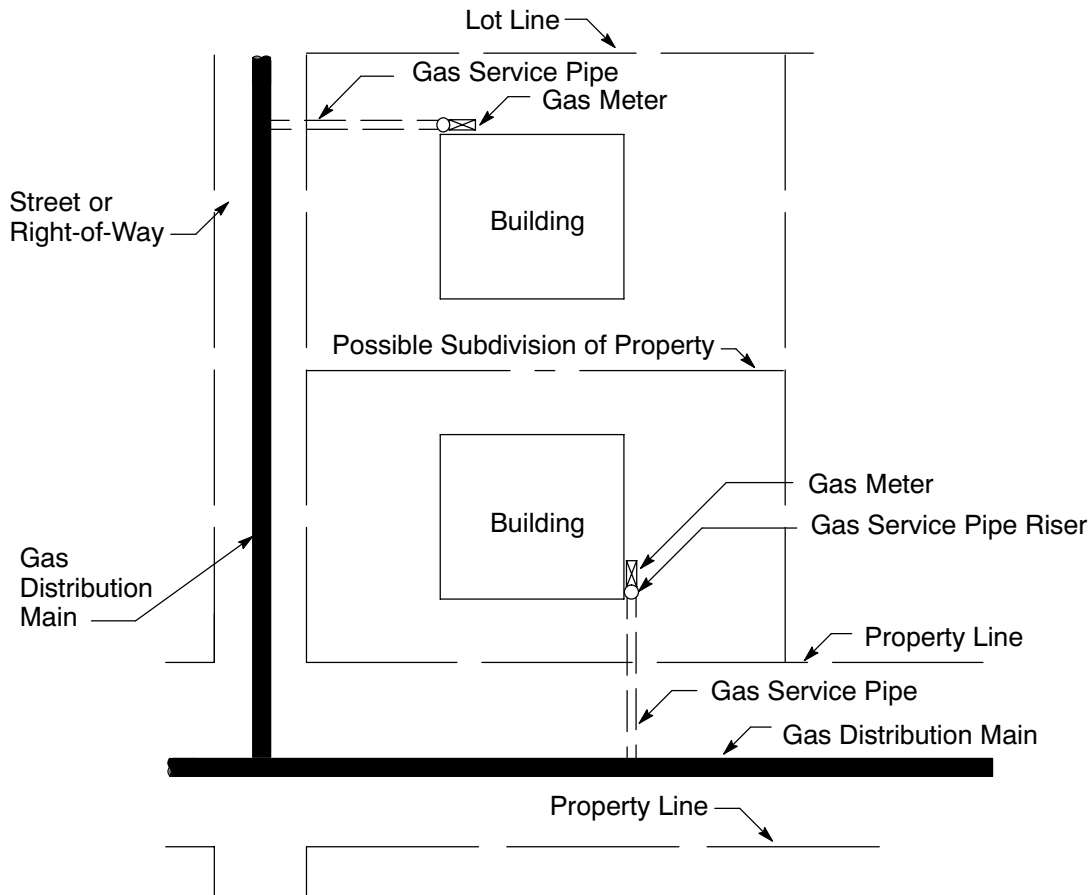 Lot Line
Gas Service Pipe
Gas Meter
Street or
Right-of-Way
Building
Possible Subdivision of Property
Gas Meter
Building
Gas Service Pipe Riser
Gas
Distribution
Main
Property Line
Gas Service Pipe
Gas Distribution Main
Property Line